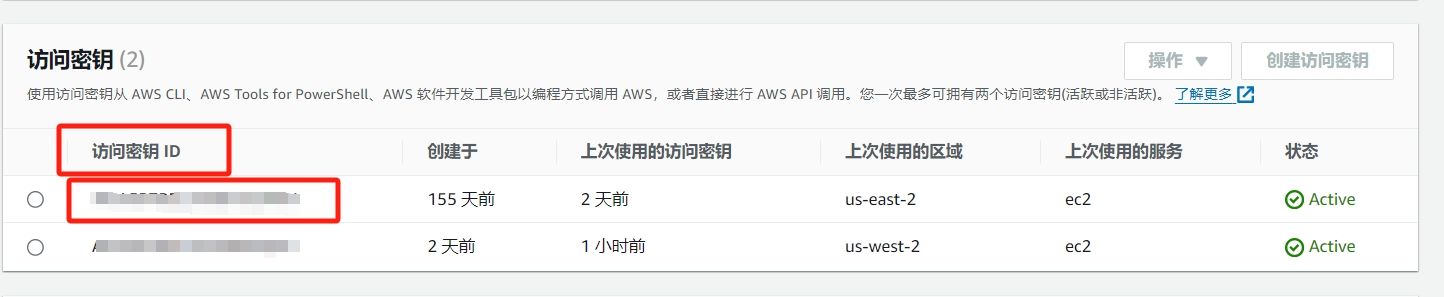 访问密钥 (2)
操作
创建访问密钥
使用访问密钥从 AWS CLI、AWS Tools for PowerShell、AWS 软件开发工具包以编程方式调用 AWS，或者直接进行 AWS API 调用。您一次最多可拥有两个访问密钥(活跃或非活跃)。 了解更多
访问密钥 ID 创建于 上次使用的访问密钥 上次使用的区域 上次使用的服务 状态
155 天前 2 天前 us-east-2 ec2 Active
2 天前 1 小时前 us-west-2 ec2 Active